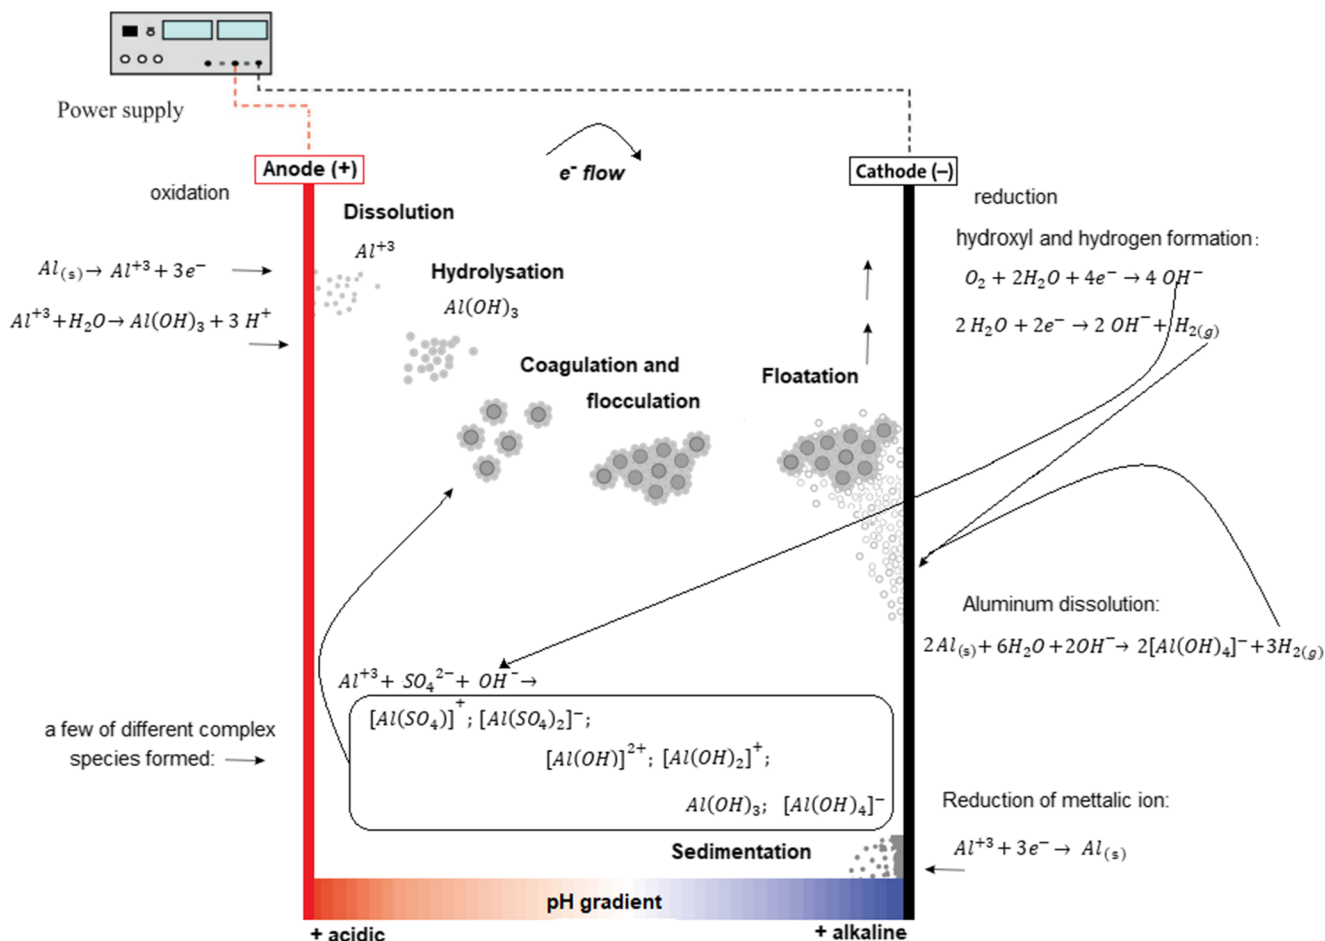 Power supply
Anode (+)
Cathode (–)
e⁻ flow
oxidation
reduction
Dissolution
Al⁺³
hydroxyl and hydrogen formation:
Al₍ₛ₎→ Al⁺³ + 3e⁻
Hydrolysation
O₂ + 2H₂O + 4e⁻ → 4 OH⁻
Al(OH)₃
Al⁺³+H₂O→ Al(OH)₃ + 3 H⁺
2 H₂O + 2e⁻ → 2 OH⁻ + H₂₍g₎
Coagulation and
flocculation
Floatation
Aluminum dissolution:
2Al₍ₛ₎+ 6H₂O +2OH⁻→ 2[Al(OH)₄]⁻+3H₂₍g₎
Al⁺³+ SO₄²⁻+ OH⁻→
a few of different complex
species formed:
[Al(SO₄)]⁺; [Al(SO₄)₂]⁻;
[Al(OH)]²⁺; [Al(OH)₂]⁺;
Al(OH)₃; [Al(OH)₄]⁻
Reduction of mettalic ion:
Al⁺³ + 3e⁻→ Al₍ₛ₎
Sedimentation
pH gradient
+ acidic
+ alkaline